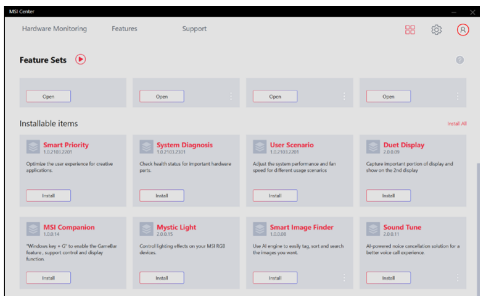 MSI Center
Hardware Monitoring
Features
Support
Feature Sets
Open
Open
Open
Open
Installable items
Install All
Smart Priority
System Diagnosis
User Scenario
Duet Display
2.0.0.09
Optimize the user experience for creative
applications.
Check health status for important hardware
parts.
Adjust the system performance and fan
speed for different usage scenarios
Capture important portion of display and
show on the 2nd display
Install
Install
Install
Install
MSI Companion
Mystic Light
Smart Image Finder
Sound Tune
"Windows key + G" to enable the GameBar
feature, support control and display
function.
Control lighting effects on your MSI RGB
devices.
Use AI engine to easily tag, sort and search
the images you want.
AI-powered voice cancellation solution for a
better voice call experience.
Install
Install
Install
Install